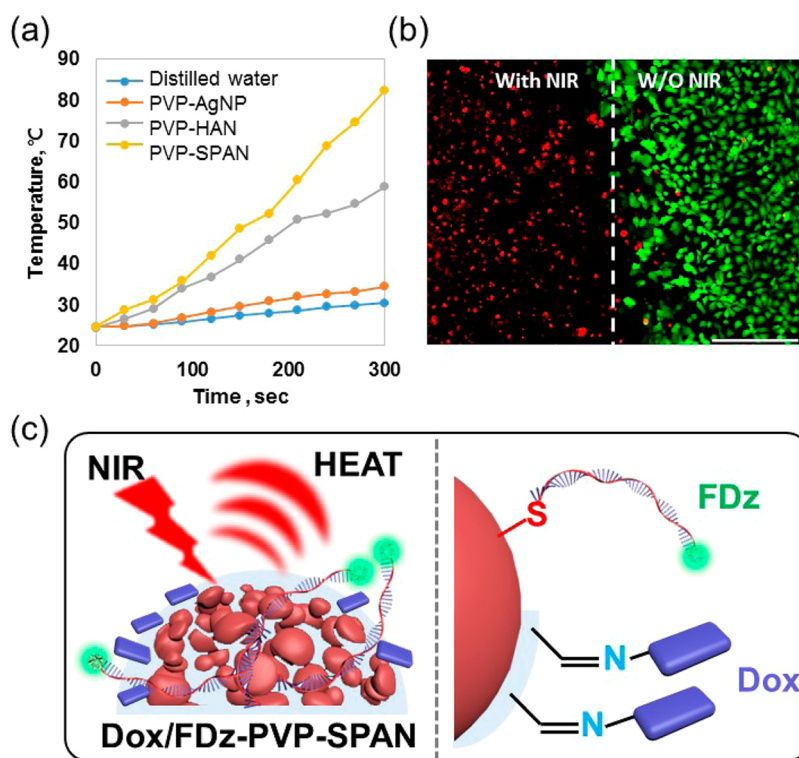 (a)
90
80
70
60
50
40
30
20
Temperature, ℃
Distilled water
PVP-AgNP
PVP-HAN
PVP-SPAN
0
100
200
300
Time , sec
(b)
With NIR
W/O NIR
(c)
NIR
HEAT
Dox/FDz-PVP-SPAN
S
FDz
N
Dox
N